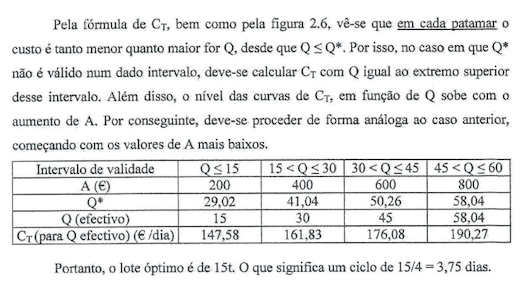 Pela fórmula de CT, bem como pela figura 2.6, vê-se que em cada patamar o
custo é tanto menor quanto maior for Q, desde que Q ≤ Q*. Por isso, no caso em que Q*
não é válido num dado intervalo, deve-se calcular CT com Q igual ao extremo superior
desse intervalo. Além disso, o nível das curvas de CT, em função de Q sobe com o
aumento de A. Por conseguinte, deve-se proceder de forma análoga ao caso anterior,
começando com os valores de A mais baixos.
Intervalo de validade Q ≤ 15 15 < Q ≤ 30 30 < Q ≤ 45 45 < Q ≤ 60
A (€) 200 400 600 800
Q* 29,02 41,04 50,26 58,04
Q (efectivo) 15 30 45 58,04
CT (para Q efectivo) (€ /dia) 147,58 161,83 176,08 190,27
Portanto, o lote óptimo é de 15t. O que significa um ciclo de 15/4 = 3,75 dias.